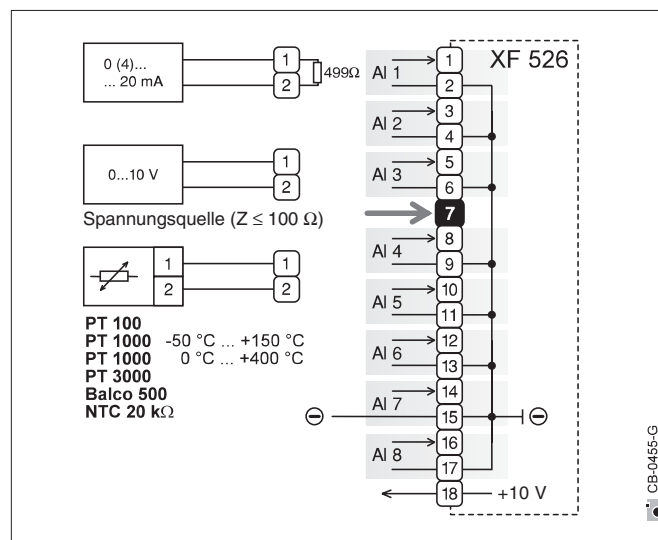 0 (4)...
... 20 mA
1
2
499Ω
0...10 V
1
2
Spannungsquelle (Z ≤ 100 Ω)
1
2
1
2
PT 100
PT 1000 -50 °C ... +150 °C
PT 1000 0 °C ... +400 °C
PT 3000
Balco 500
NTC 20 kΩ
XF 526
AI 1
1
2
AI 2
3
4
AI 3
5
6
7
AI 4
8
9
AI 5
10
11
AI 6
12
13
AI 7
14
15
AI 8
16
17
18
+10 V
CB-0455-G